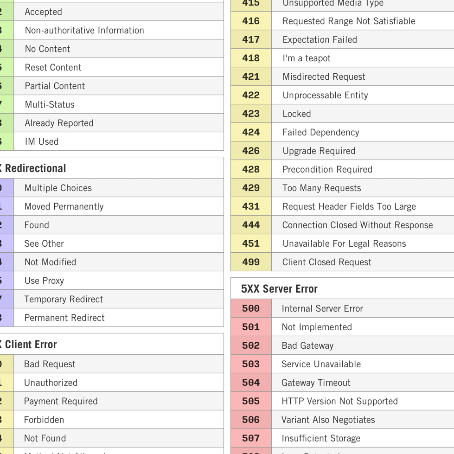 2 Accepted
3 Non-authoritative Information
4 No Content
5 Reset Content
6 Partial Content
7 Multi-Status
8 Already Reported
6 IM Used
X Redirectional
0 Multiple Choices
1 Moved Permanently
2 Found
3 See Other
4 Not Modified
5 Use Proxy
7 Temporary Redirect
8 Permanent Redirect
X Client Error
0 Bad Request
1 Unauthorized
2 Payment Required
3 Forbidden
4 Not Found
415 Unsupported Media Type
416 Requested Range Not Satisfiable
417 Expectation Failed
418 I'm a teapot
421 Misdirected Request
422 Unprocessable Entity
423 Locked
424 Failed Dependency
426 Upgrade Required
428 Precondition Required
429 Too Many Requests
431 Request Header Fields Too Large
444 Connection Closed Without Response
451 Unavailable For Legal Reasons
499 Client Closed Request
5XX Server Error
500 Internal Server Error
501 Not Implemented
502 Bad Gateway
503 Service Unavailable
504 Gateway Timeout
505 HTTP Version Not Supported
506 Variant Also Negotiates
507 Insufficient Storage